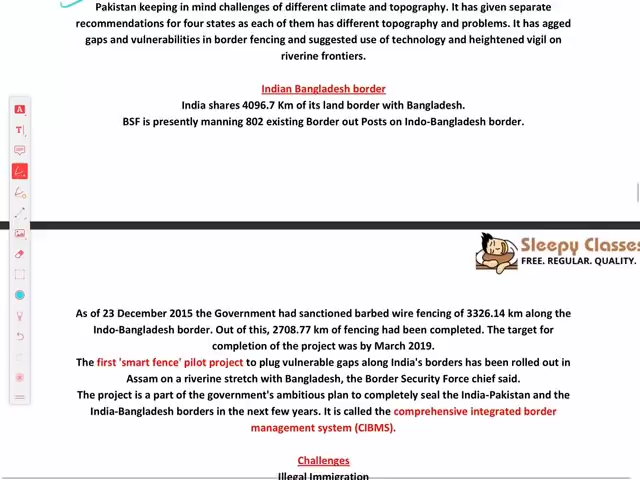 Pakistan keeping in mind challenges of different climate and topography. It has given separate
recommendations for four states as each of them has different topography and problems. It has agged
gaps and vulnerabilities in border fencing and suggested use of technology and heightened vigil on
riverine frontiers.
Indian Bangladesh border
India shares 4096.7 Km of its land border with Bangladesh.
BSF is presently manning 802 existing Border out Posts on Indo-Bangladesh border.
Sleepy Classes
FREE. REGULAR. QUALITY.
As of 23 December 2015 the Government had sanctioned barbed wire fencing of 3326.14 km along the
Indo-Bangladesh border. Out of this, 2708.77 km of fencing had been completed. The target for
completion of the project was by March 2019.
The first 'smart fence' pilot project to plug vulnerable gaps along India's borders has been rolled out in
Assam on a riverine stretch with Bangladesh, the Border Security Force chief said.
The project is a part of the government's ambitious plan to completely seal the India-Pakistan and the
India-Bangladesh borders in the next few years. It is called the comprehensive integrated border
management system (CIBMS).
Challenges
Illegal Immigration